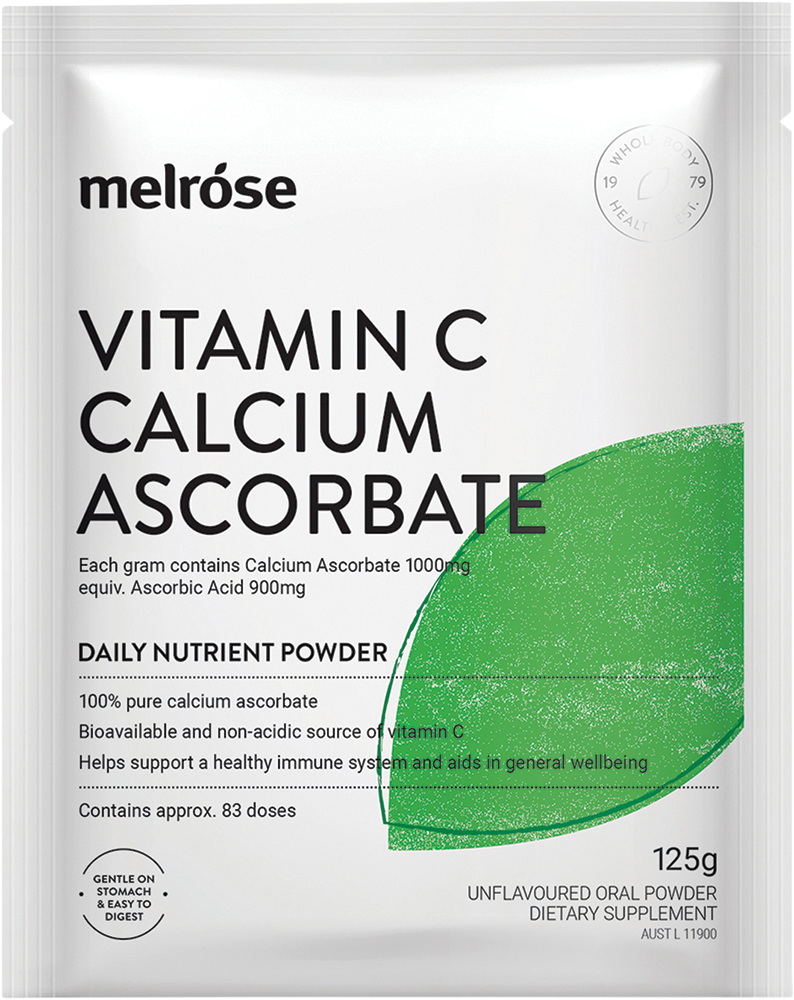 melróse
WHOLE BODY
19 79
HEALTH EST.
VITAMIN C
CALCIUM
ASCORBATE
Each gram contains Calcium Ascorbate 1000mg
equiv. Ascorbic Acid 900mg
DAILY NUTRIENT POWDER
100% pure calcium ascorbate
Bioavailable and non-acidic source of vitamin C
Helps support a healthy immune system and aids in general wellbeing
Contains approx. 83 doses
GENTLE ON
STOMACH
& EASY TO
DIGEST
125g
UNFLAVOURED ORAL POWDER
DIETARY SUPPLEMENT
AUST L 11900